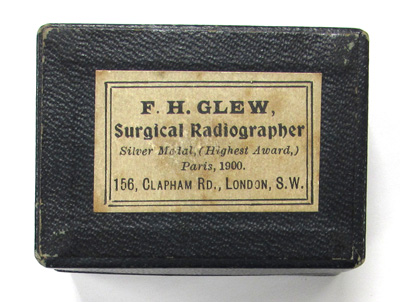 F. H. GLEW,
Surgical Radiographer
Silver Medal, (Highest Award,)
Paris, 1900.
156, CLAPHAM RD., LONDON, S.W.